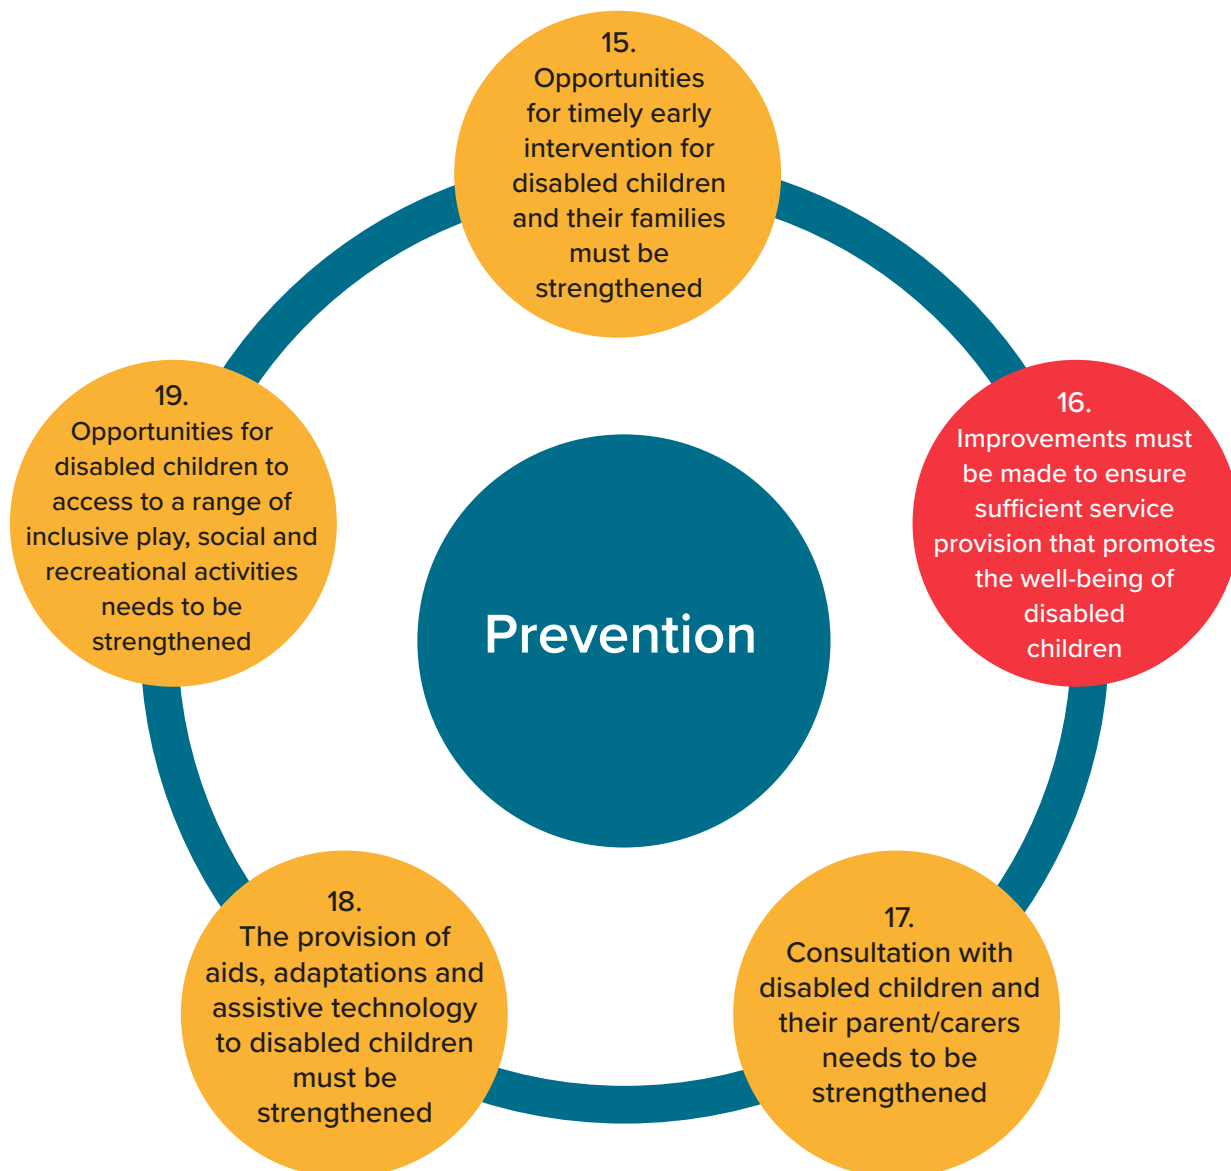 15.
Opportunities
for timely early
intervention for
disabled children
and their families
must be
strengthened
16.
Improvements must
be made to ensure
sufficient service
provision that promotes
the well-being of
disabled
children
17.
Consultation with
disabled children and
their parent/carers
needs to be
strengthened
18.
The provision of
aids, adaptations and
assistive technology
to disabled children
must be
strengthened
19.
Opportunities for
disabled children to
access to a range of
inclusive play, social and
recreational activities
needs to be
strengthened
Prevention